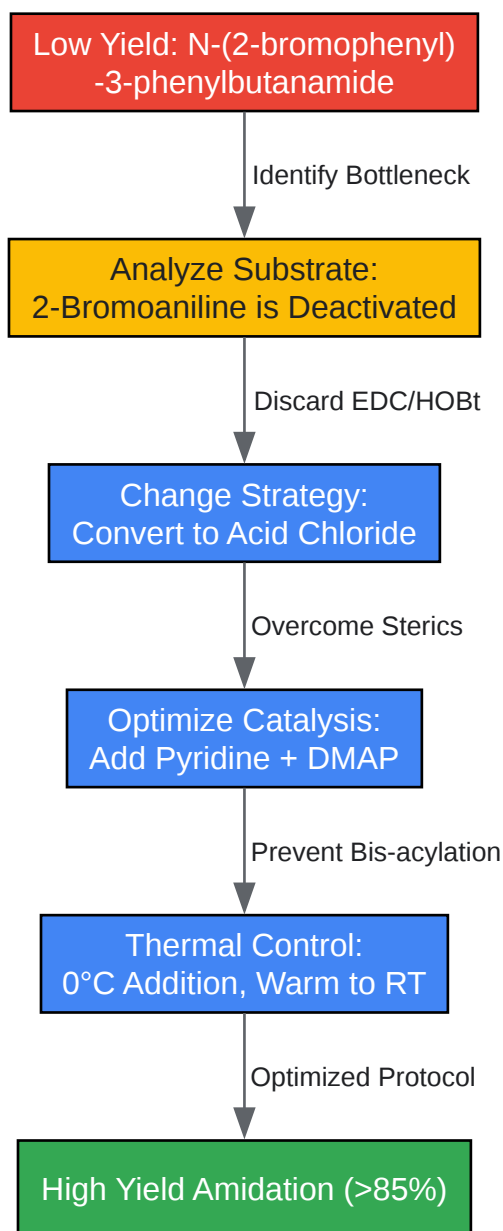 Low Yield: N-(2-bromophenyl)
-3-phenylbutanamide
Identify Bottleneck
Analyze Substrate:
2-Bromoaniline is Deactivated
Discard EDC/HOBt
Change Strategy:
Convert to Acid Chloride
Overcome Sterics
Optimize Catalysis:
Add Pyridine + DMAP
Prevent Bis-acylation
Thermal Control:
0°C Addition, Warm to RT
Optimized Protocol
High Yield Amidation (>85%)